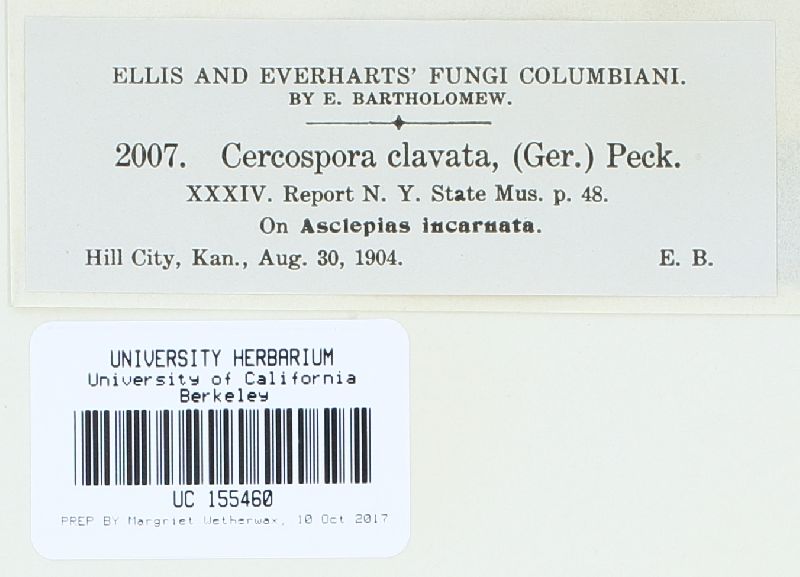 ELLIS AND EVERHARTS' FUNGI COLUMBIANI.
BY E. BARTHOLOMEW.
2007. Cercospora clavata, (Ger.) Peck.
XXXIV. Report N. Y. State Mus. p. 48.
On Asclepias incarnata.
Hill City, Kan., Aug. 30, 1904. E. B.
UNIVERSITY HERBARIUM
University of California
Berkeley
UC 155460
PREP BY Margriet Wetherwax, 10 Oct 2017